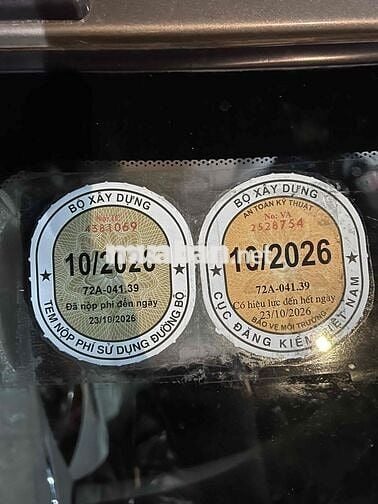 BỘ XÂY DỰNG
No: IE
4581069
10/2026
72A-041.39
Đã nộp phí đến ngày
23/10/2026
TEM NỘP PHÍ SỬ DỤNG ĐƯỜNG BỘ
BỘ XÂY DỰNG
AN TOÀN KỸ THUẬT
No: VA
2528754
10/2026
72A-041.39
Có hiệu lực đến hết ngày
23/10/2026
BẢO VỆ MÔI TRƯỜNG
CỤC ĐĂNG KIỂM VIỆT NAM